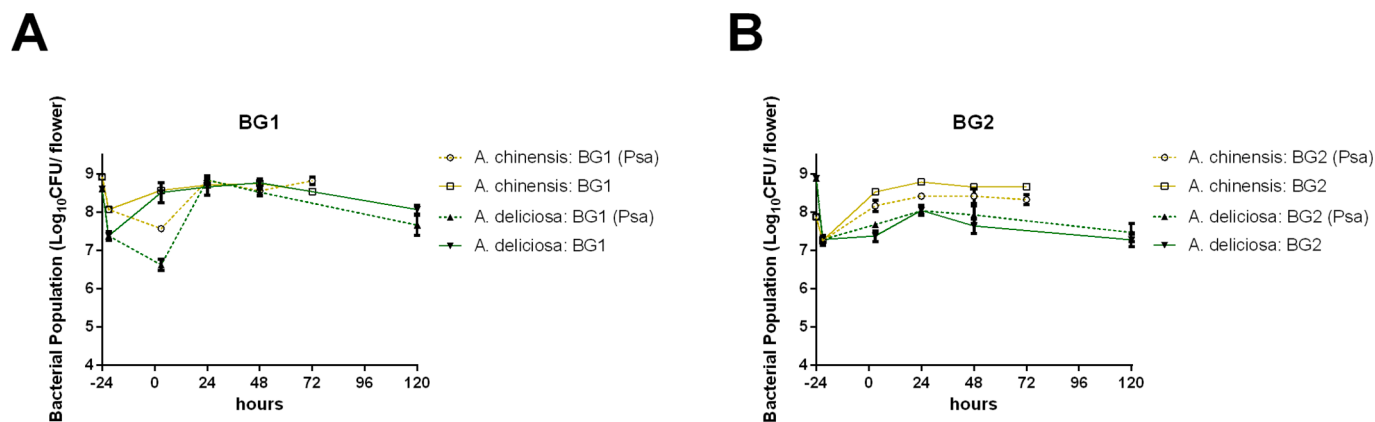 A
BG1
Bacterial Population (Log10CFU/ flower)
9
8
7
6
5
4
-24 0 24 48 72 96 120
hours
A. chinensis: BG1 (Psa)
A. chinensis: BG1
A. deliciosa: BG1 (Psa)
A. deliciosa: BG1
B
BG2
Bacterial Population (Log10CFU/ flower)
9
8
7
6
5
4
-24 0 24 48 72 96 120
hours
A. chinensis: BG2 (Psa)
A. chinensis: BG2
A. deliciosa: BG2 (Psa)
A. deliciosa: BG2